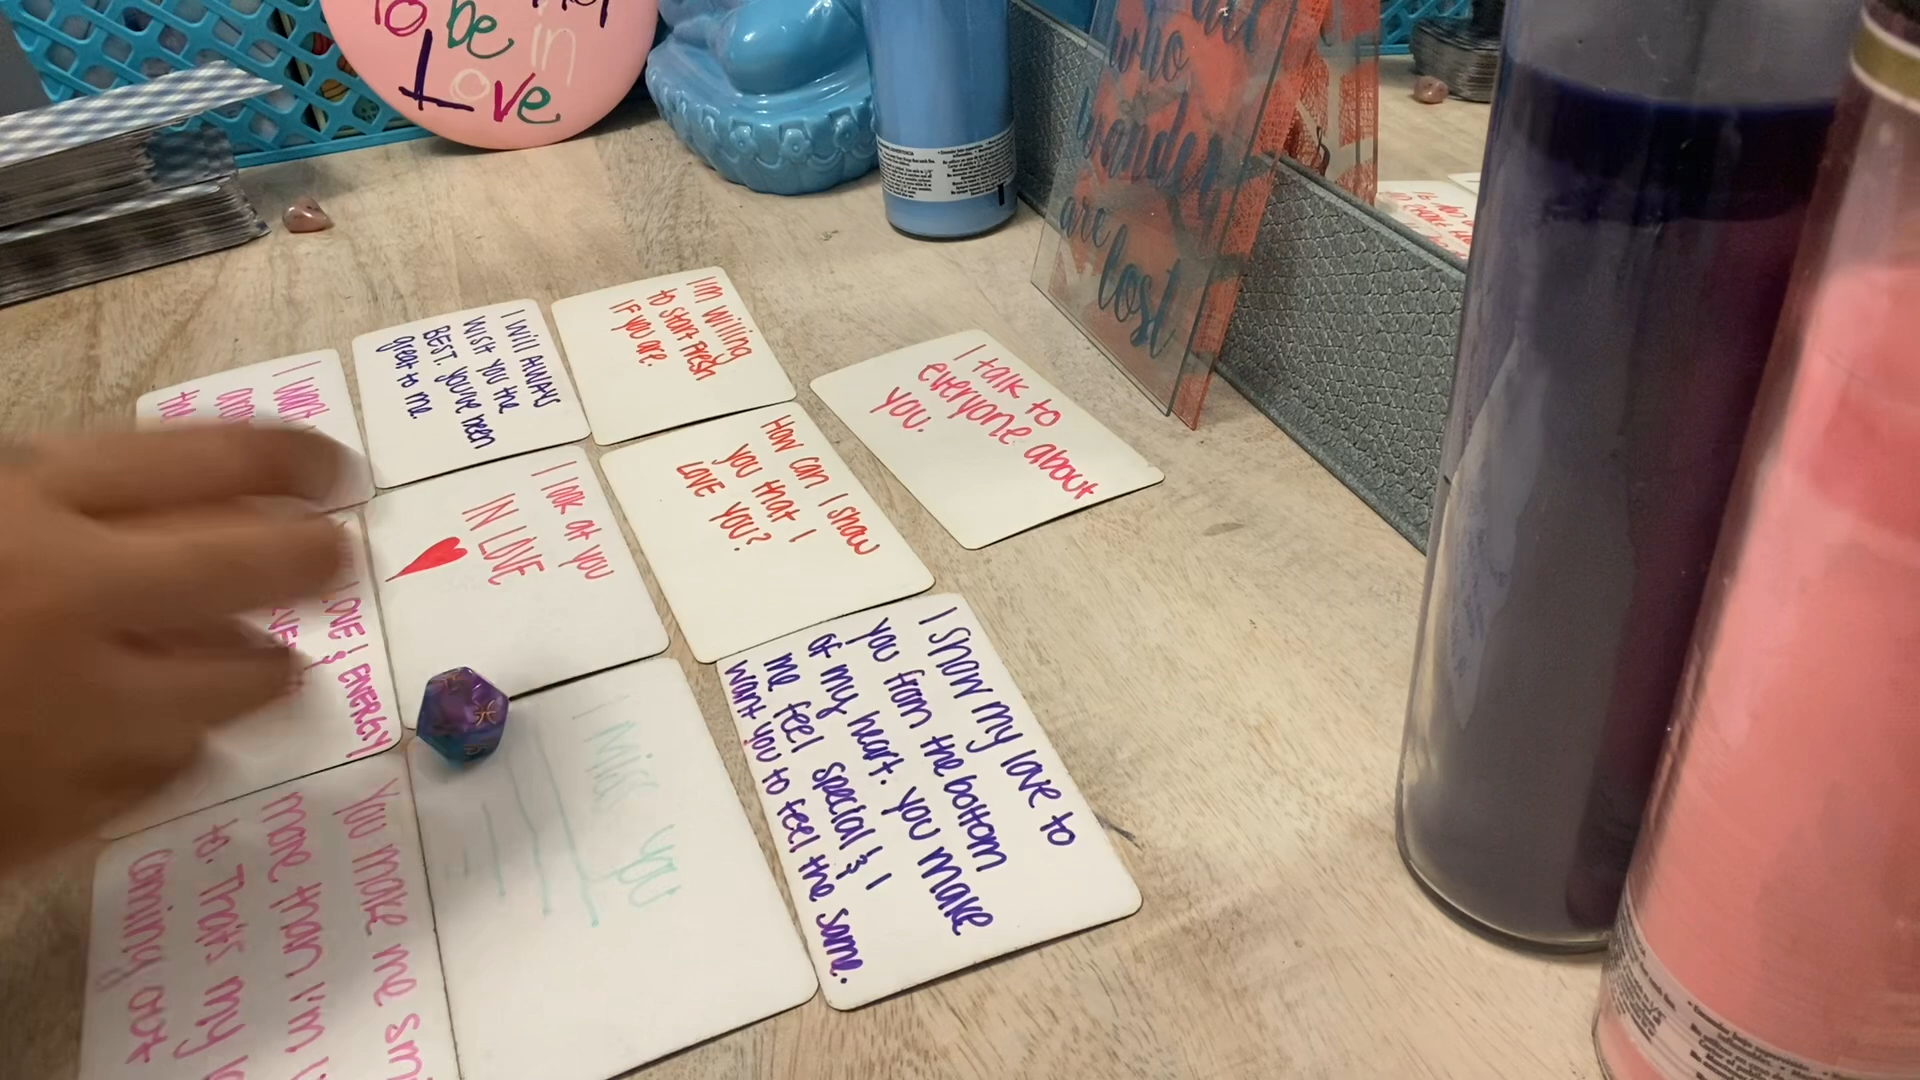 TO be in
Love
who
wander
are
lost
I'm willing
to start fresh
IF you are.
I will ALWAYS
WISH YOU the
BEST. You've been
great to me.
I talk to
everyone about
you.
How can I show
you that I
LOVE YOU?
I look at you
IN LOVE
I WANT
LOVE & ENERGY
I show my love to
you from the bottom
of my heart. You make
me feel special & I
want you to feel the same.
I Miss you
You make me
more than I'm
to. That's my
coming out